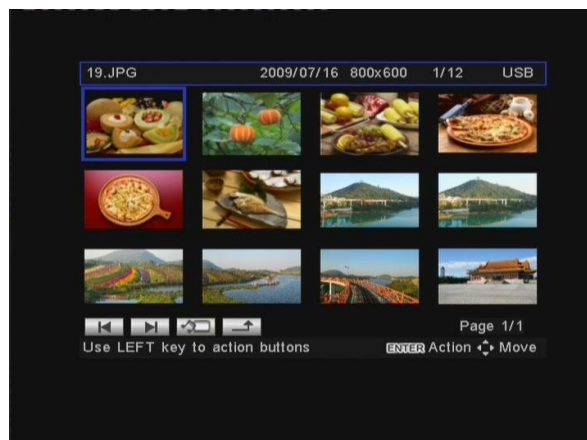 19.JPG 2009/07/16 800x600 1/12 USB
Page 1/1
Use LEFT key to action buttons ENTER Action Move